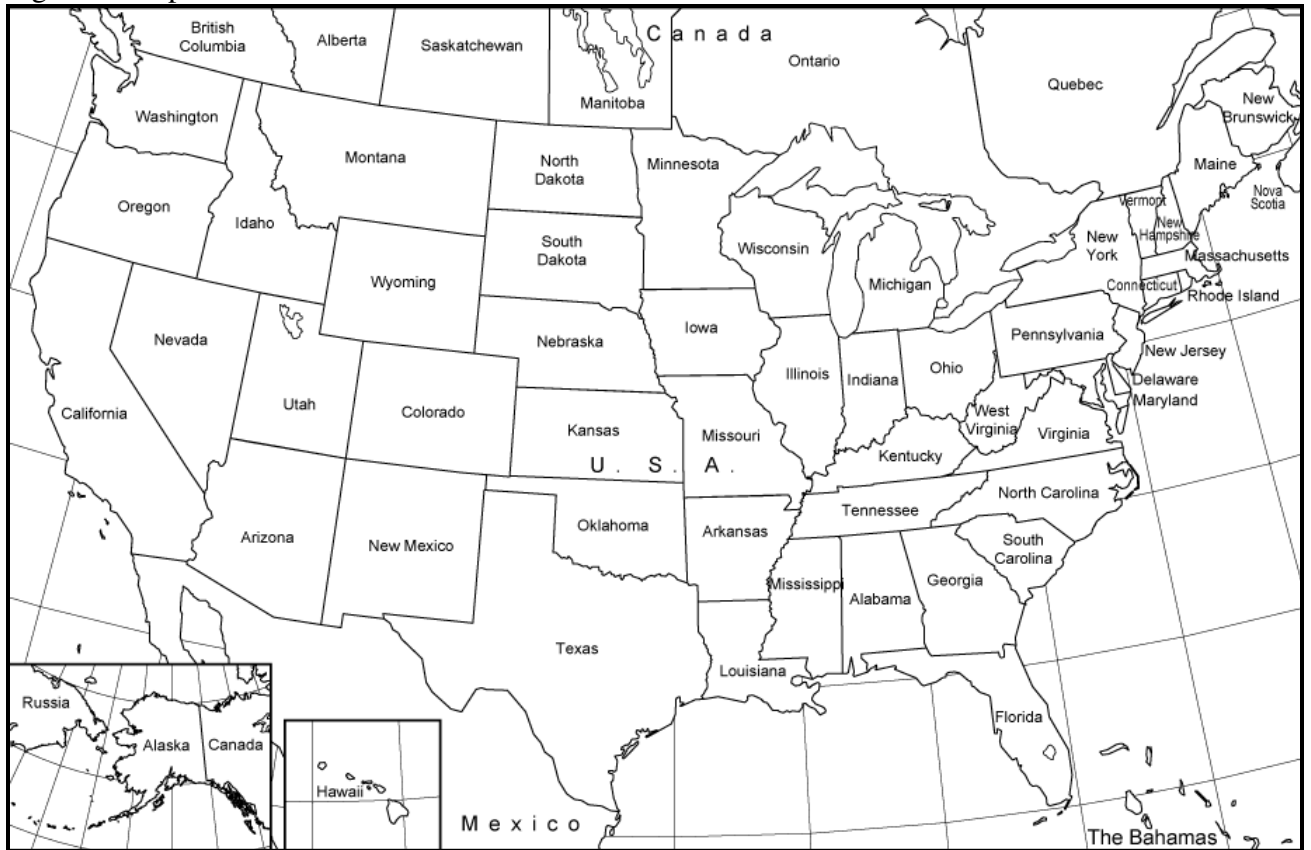 British
Columbia
Alberta
Saskatchewan
Manitoba
Canada
Ontario
Quebec
New
Brunswick
Nova
Scotia
Washington
Montana
North
Dakota
Minnesota
Maine
Vermont
New
Hampshire
Oregon
Idaho
South
Dakota
Wisconsin
New
York
Massachusetts
Wyoming
Michigan
Connecticut
Rhode Island
Nevada
Nebraska
Iowa
Pennsylvania
New Jersey
Illinois
Indiana
Ohio
Delaware
Maryland
California
Utah
Colorado
Kansas
Missouri
West
Virginia
Virginia
Kentucky
U. S. A.
North Carolina
Tennessee
Arizona
New Mexico
Oklahoma
Arkansas
South
Carolina
Mississippi
Alabama
Georgia
Texas
Louisiana
Florida
Russia
Alaska
Canada
Hawaii
Mexico
The Bahamas